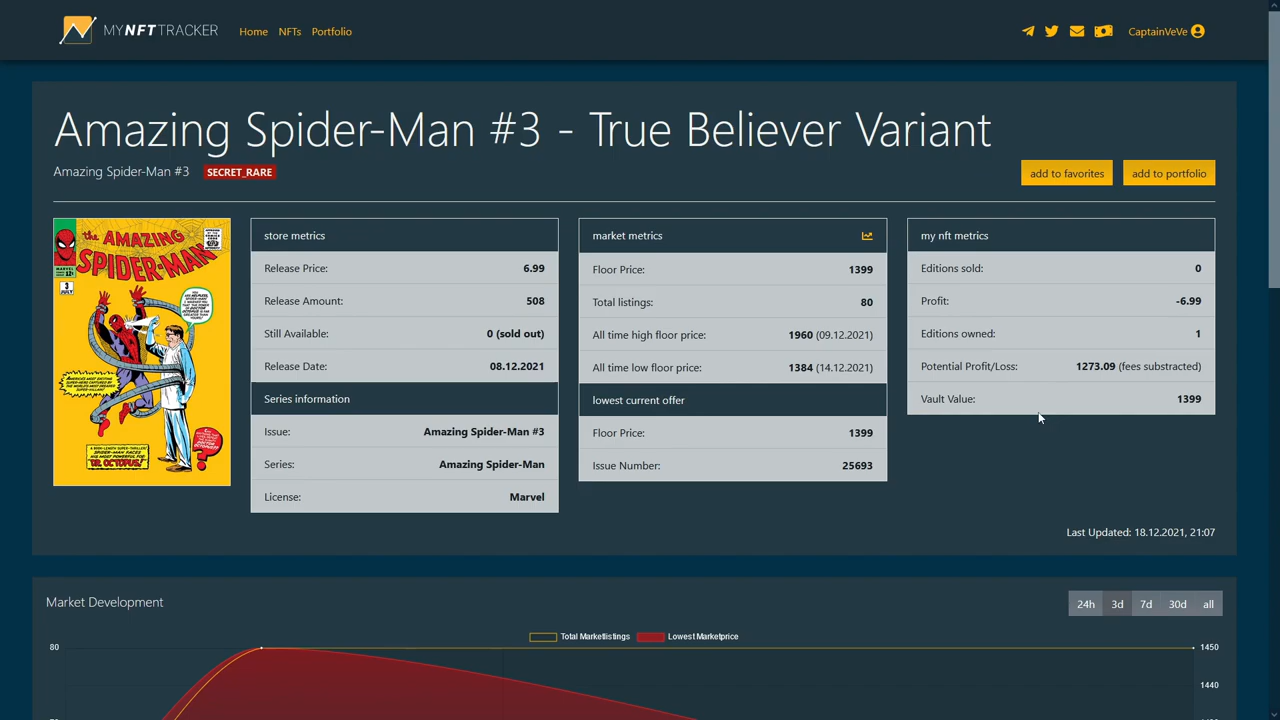 MYNFTTRACKER Home NFTs Portfolio CaptainVeVe
Amazing Spider-Man #3 - True Believer Variant
Amazing Spider-Man #3 SECRET_RARE
add to favorites add to portfolio
the AMAZING
SPIDER-MAN
MARVEL
3
JULY
DR. OCTOPUS!
store metrics
Release Price: 6.99
Release Amount: 508
Still Available: 0 (sold out)
Release Date: 08.12.2021
Series information
Issue: Amazing Spider-Man #3
Series: Amazing Spider-Man
License: Marvel
market metrics
Floor Price: 1399
Total listings: 80
All time high floor price: 1960 (09.12.2021)
All time low floor price: 1384 (14.12.2021)
lowest current offer
Floor Price: 1399
Issue Number: 25693
my nft metrics
Editions sold: 0
Profit: -6.99
Editions owned: 1
Potential Profit/Loss: 1273.09 (fees substracted)
Vault Value: 1399
Last Updated: 18.12.2021, 21:07
Market Development
24h 3d 7d 30d all
Total Marketlistings Lowest Marketprice
80 1450
1440